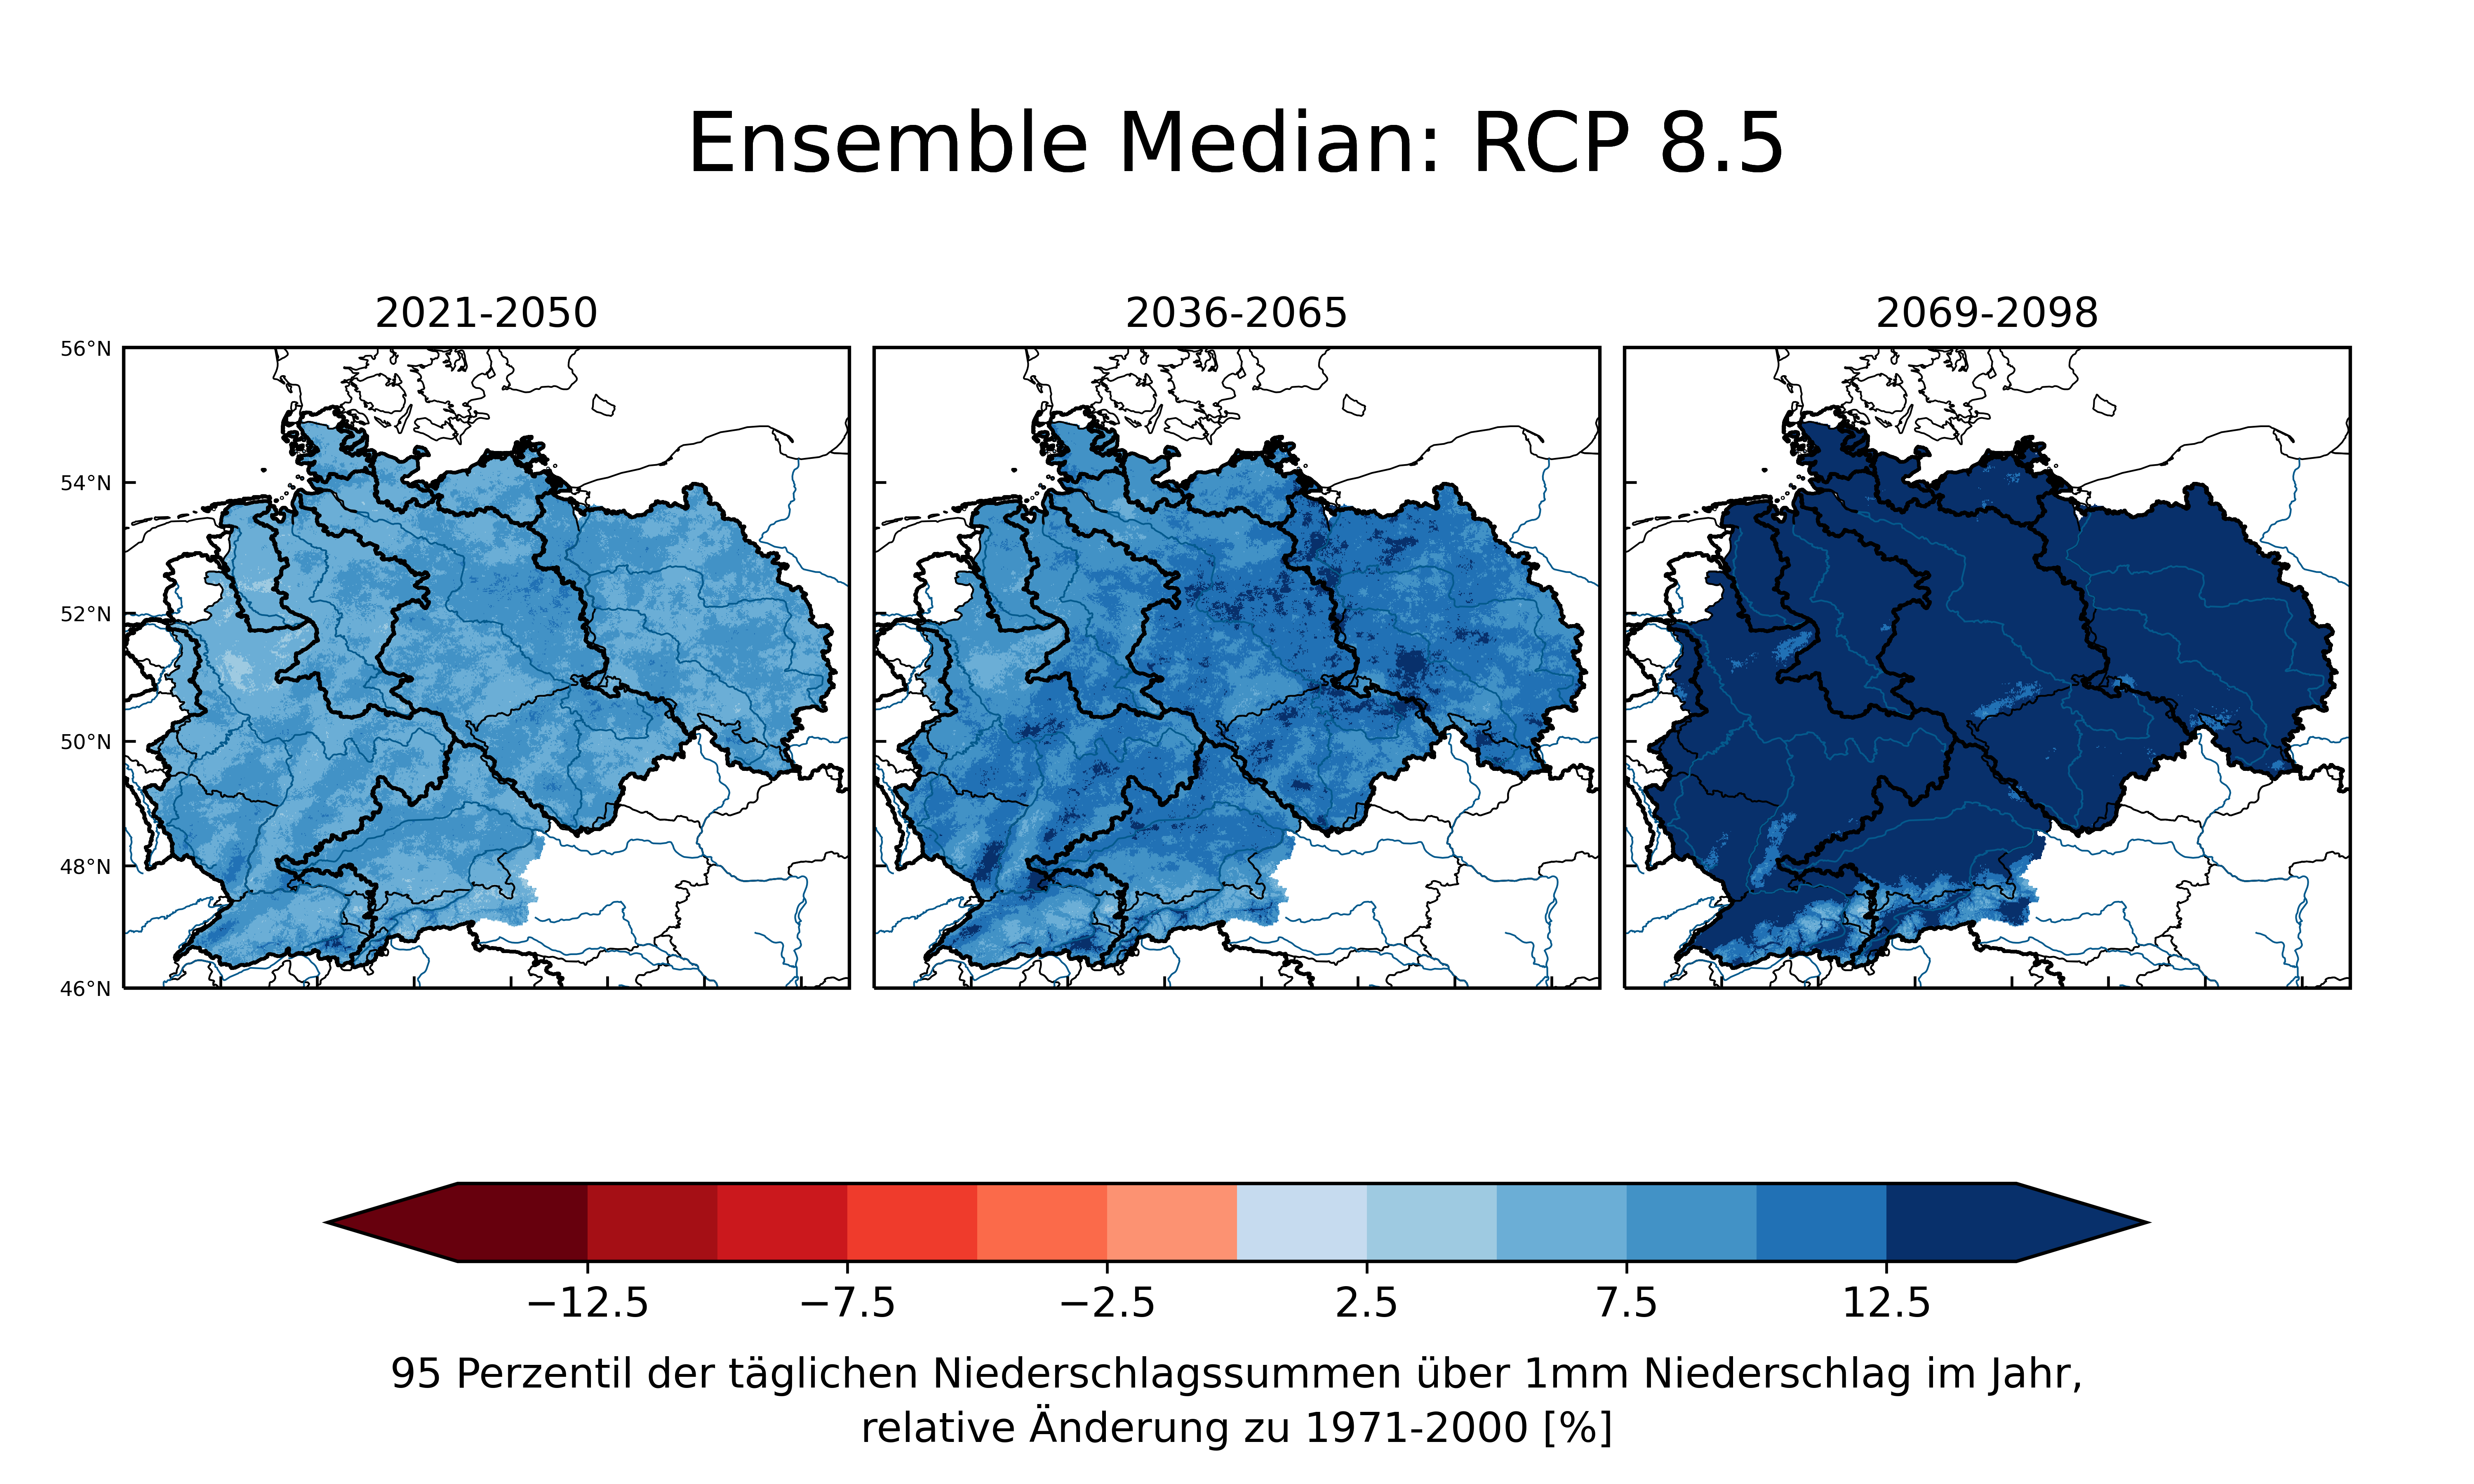 Ensemble Median: RCP 8.5
2021-2050
2036-2065
2069-2098
56°N
54°N
52°N
50°N
48°N
46°N
−12.5
−7.5
−2.5
2.5
7.5
12.5
95 Perzentil der täglichen Niederschlagssummen über 1mm Niederschlag im Jahr,
relative Änderung zu 1971-2000 [%]